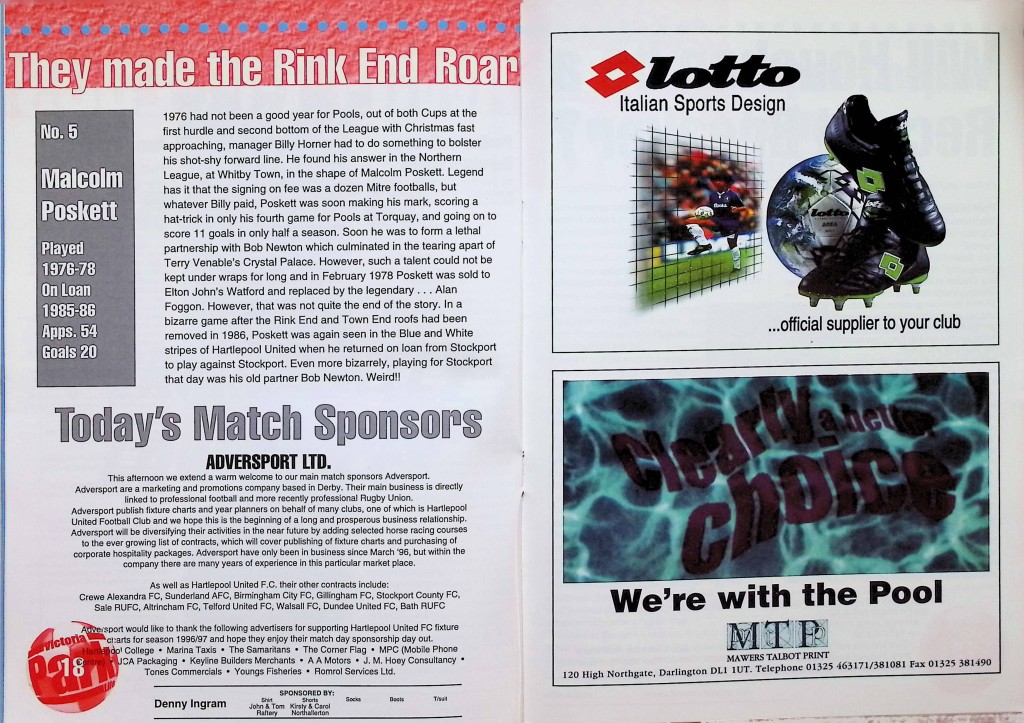 They made the Rink End Roar
No. 5
Malcolm
Poskett
Played
1976-78
On Loan
1985-86
Apps. 54
Goals 20
1976 had not been a good year for Pools, out of both Cups at the
first hurdle and second bottom of the League with Christmas fast
approaching, manager Billy Horner had to do something to bolster
his shot-shy forward line. He found his answer in the Northern
League, at Whitby Town, in the shape of Malcolm Poskett. Legend
has it that the signing on fee was a dozen Mitre footballs, but
whatever Billy paid, Poskett was soon making his mark, scoring a
hat-trick in only his fourth game for Pools at Torquay, and going on to
score 11 goals in only half a season. Soon he was to form a lethal
partnership with Bob Newton which culminated in the tearing apart of
Terry Venable's Crystal Palace. However, such a talent could not be
kept under wraps for long and in February 1978 Poskett was sold to
Elton John's Watford and replaced by the legendary . . . Alan
Foggon. However, that was not quite the end of the story. In a
bizarre game after the Rink End and Town End roofs had been
removed in 1986, Poskett was again seen in the Blue and White
stripes of Hartlepool United when he returned on loan from Stockport
to play against Stockport. Even more bizarrely, playing for Stockport
that day was his old partner Bob Newton. Weird!!
Today's Match Sponsors
ADVERSPORT LTD.
This afternoon we extend a warm welcome to our main match sponsors Adversport.
Adversport are a marketing and promotions company based in Derby. Their main business is directly
linked to professional football and more recently professional Rugby Union.
Adversport publish fixture charts and year planners on behalf of many clubs, one of which is Hartlepool
United Football Club and we hope this is the beginning of a long and prosperous business relationship.
Adversport will be diversifying their activities in the near future by adding selected horse racing courses
to the ever growing list of contracts, which will cover publishing of fixture charts and purchasing of
corporate hospitality packages. Adversport have only been in business since March '96, but within the
company there are many years of experience in this particular market place.
As well as Hartlepool United F.C. their other contracts include:
Crewe Alexandra FC, Sunderland AFC, Birmingham City FC, Gillingham FC, Stockport County FC,
Sale RUFC, Altrincham FC, Telford United FC, Walsall FC, Dundee United FC, Bath RUFC
Adversport would like to thank the following advertisers for supporting Hartlepool United FC fixture
charts for season 1996/97 and hope they enjoy their match day sponsorship day out.
Hartlepool College • Marina Taxis • The Samaritans • The Corner Flag • MPC (Mobile Phone
Centre) • JCA Packaging • Keyline Builders Merchants • A A Motors • J. M. Hoey Consultancy •
Tones Commercials • Youngs Fisheries • Romrol Services Ltd.
Victoria
Park
18
SPONSORED BY:
Denny Ingram
Shirt Shorts Socks Boots T/suit
John & Tom Kirsty & Carol
Raftery Northallerton
lotto
Italian Sports Design
lotto
...official supplier to your club
Clearly a better
Choice
We're with the Pool
MTP
MAWERS TALBOT PRINT
120 High Northgate, Darlington DL1 1UT. Telephone 01325 463171/381081 Fax 01325 381490